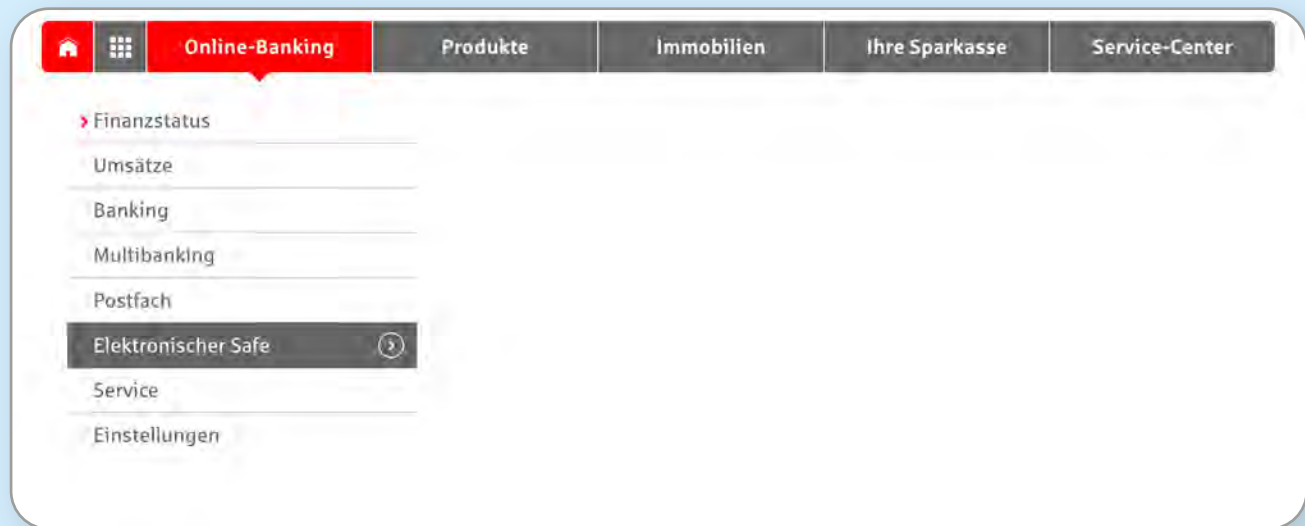 Online-Banking Produkte Immobilien Ihre Sparkasse Service-Center
Finanzstatus
Umsätze
Banking
Multibanking
Postfach
Elektronischer Safe
Service
Einstellungen